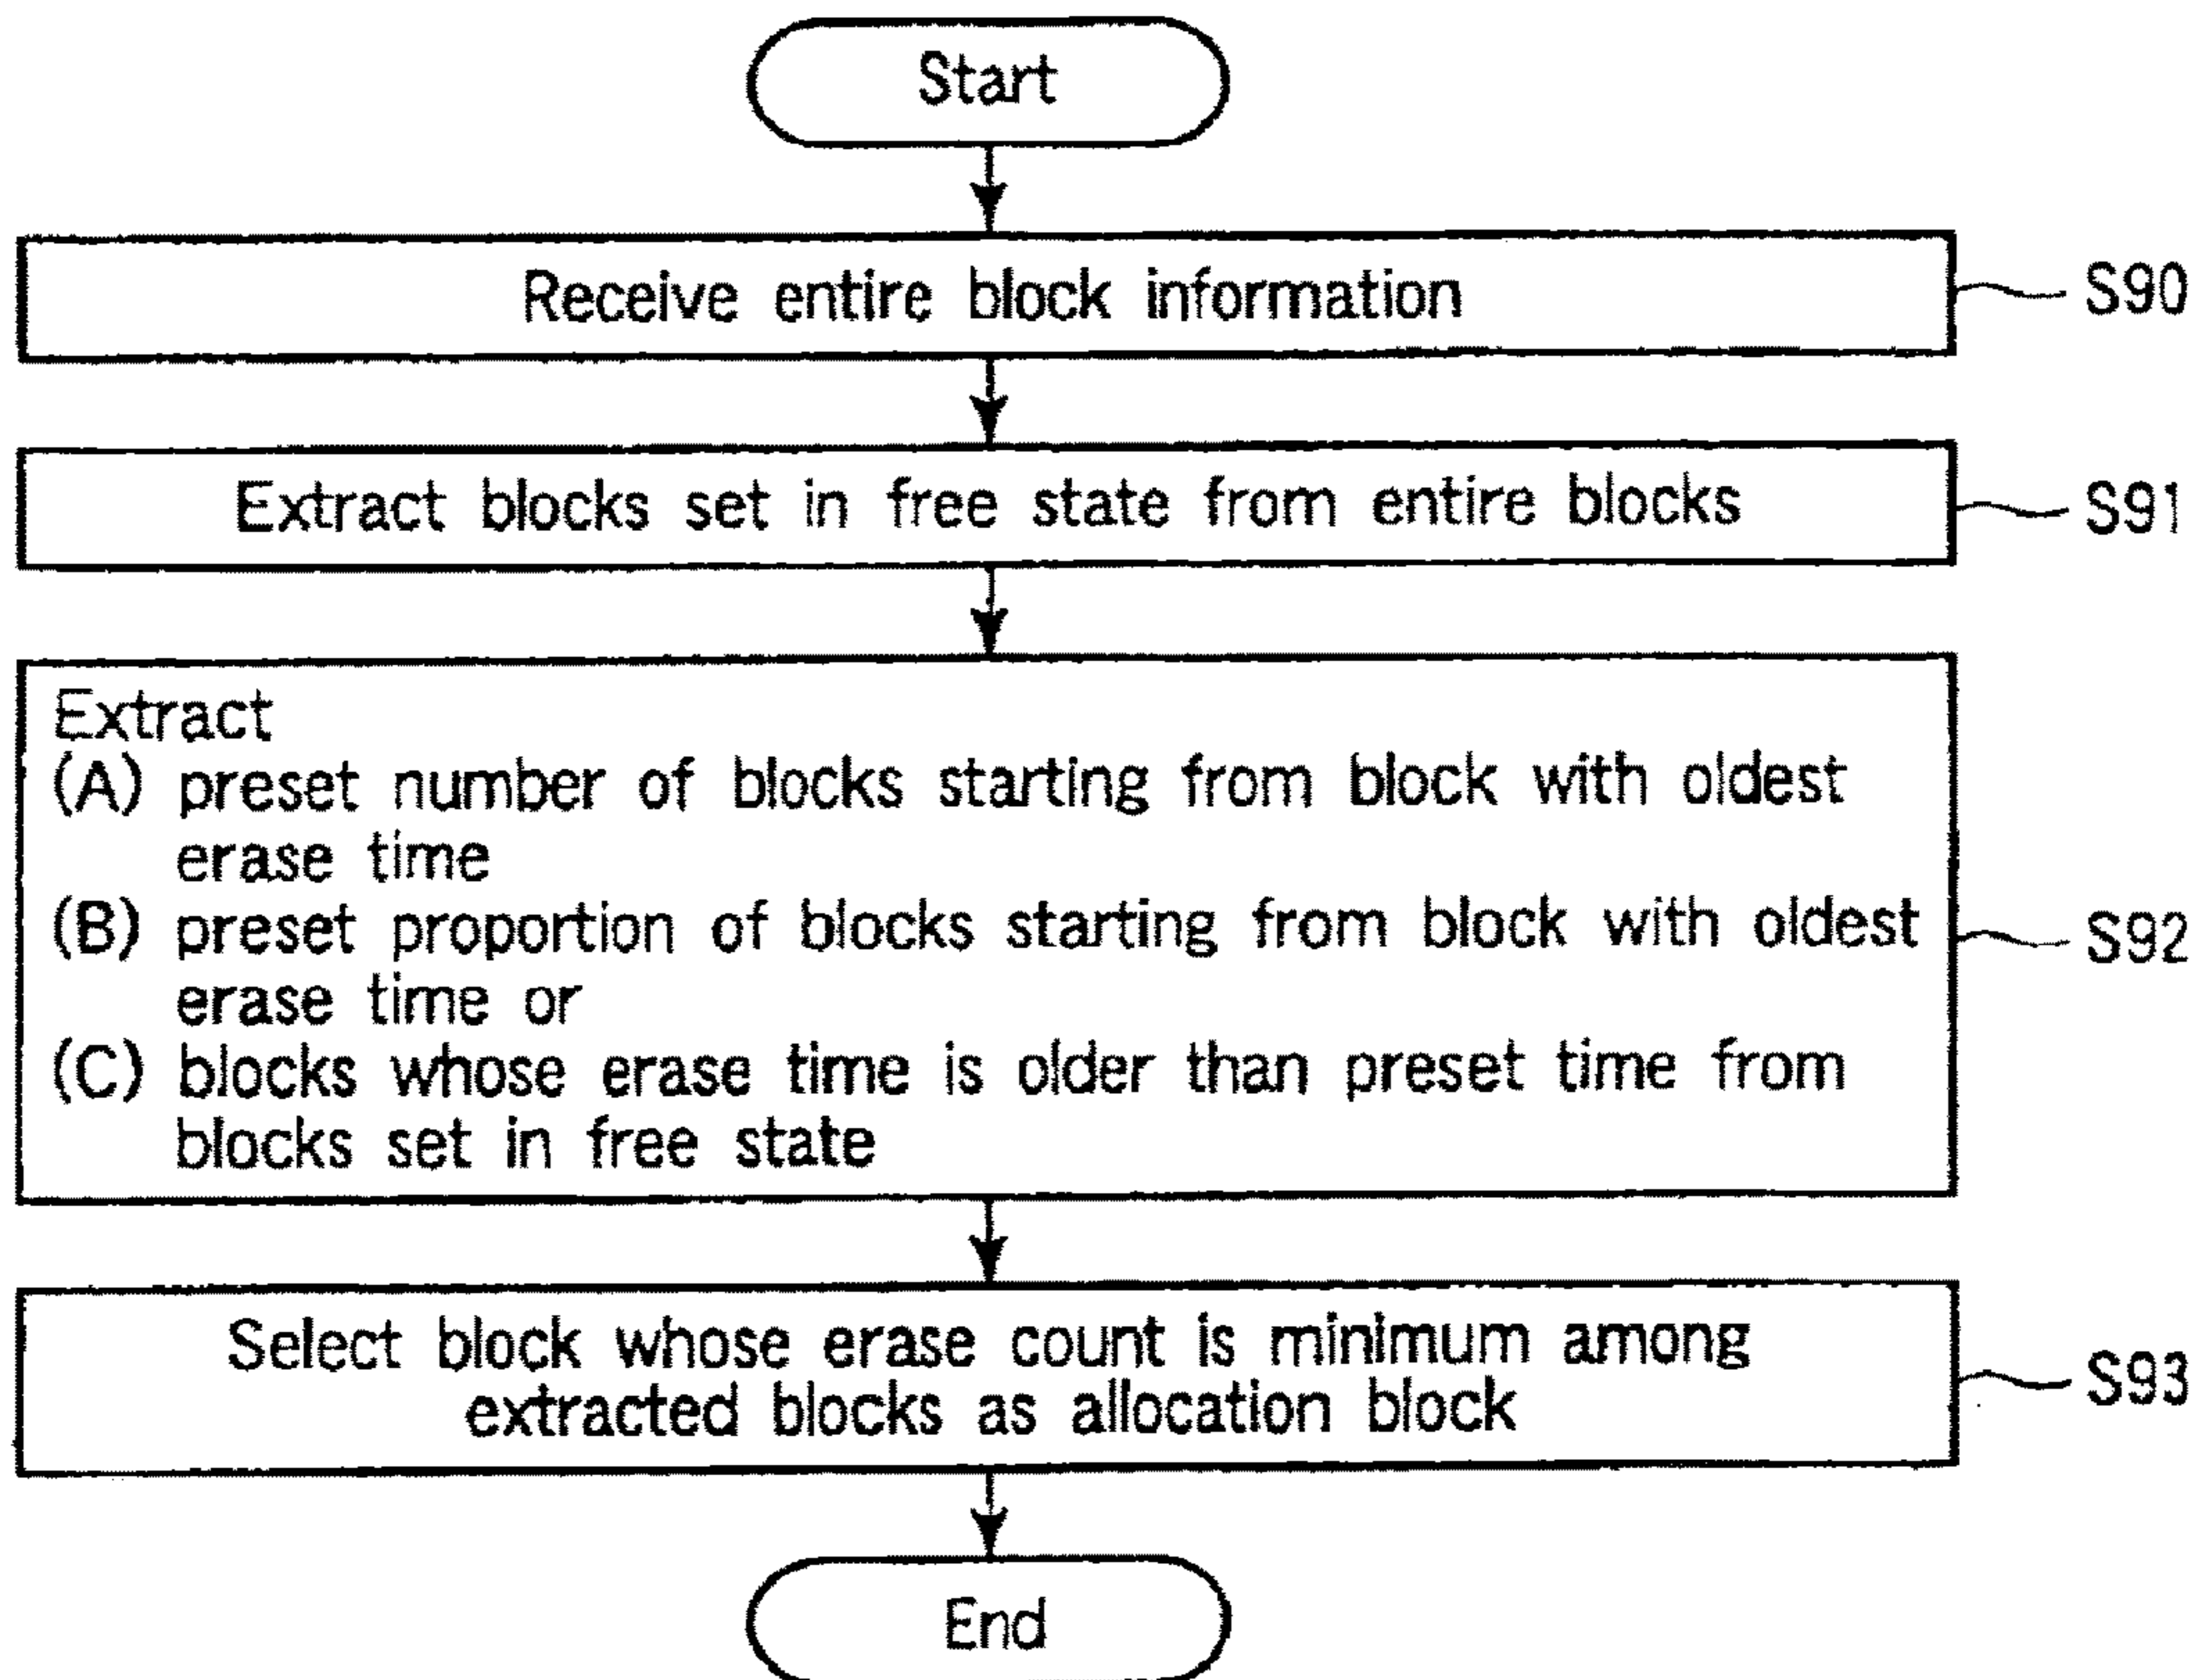 Start
Receive entire block information
S90
Extract blocks set in free state from entire blocks
S91
Extract
(A) preset number of blocks starting from block with oldest
erase time
(B) preset proportion of blocks starting from block with oldest
erase time or
(C) blocks whose erase time is older than preset time from
blocks set in free state
S92
Select block whose erase count is minimum among
extracted blocks as allocation block
S93
End